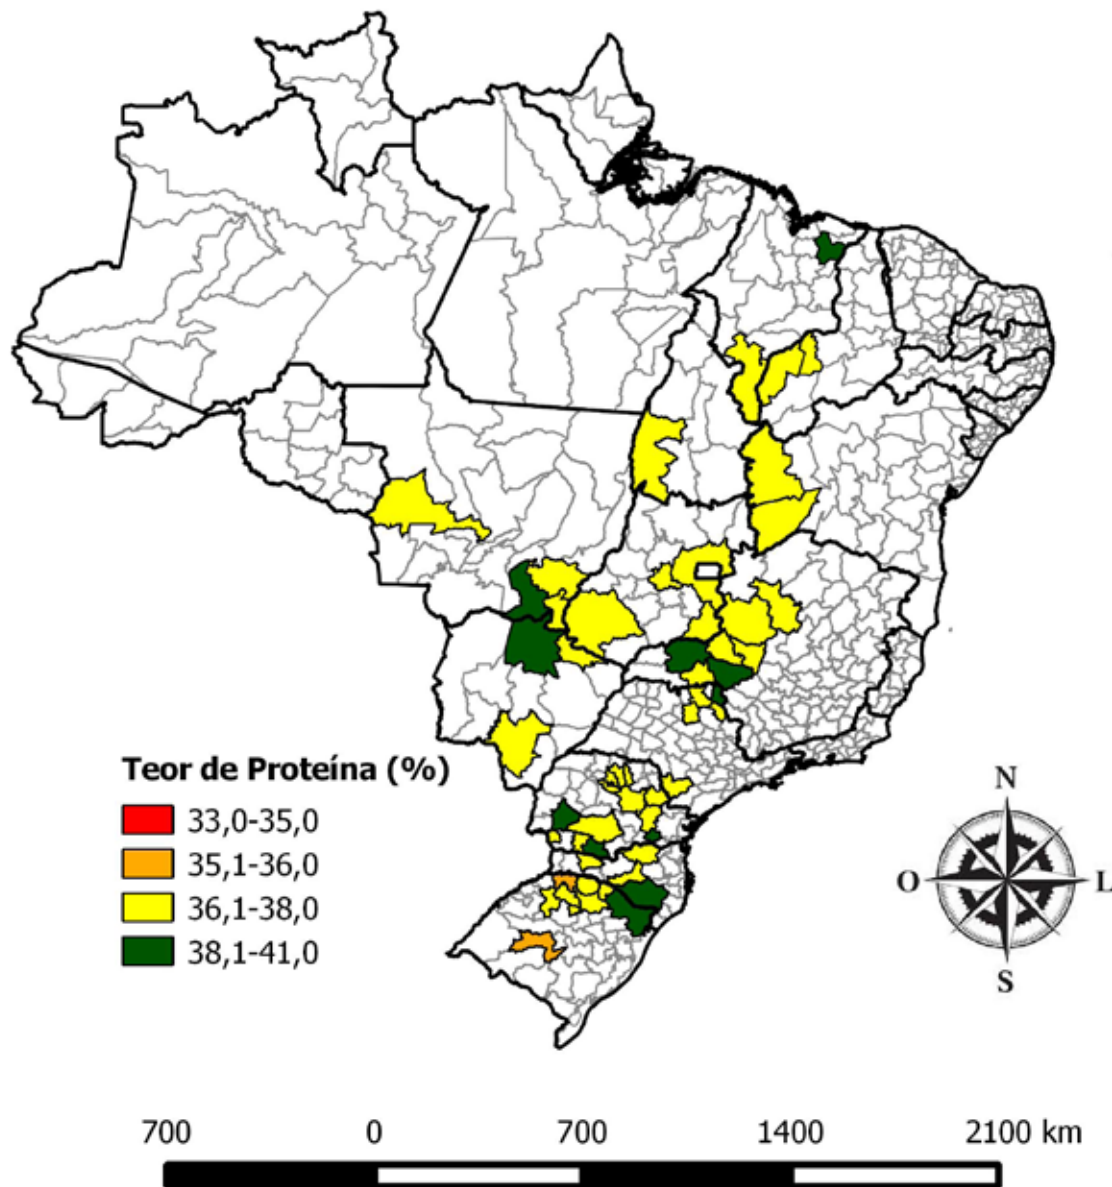 Teor de Proteína (%)
33,0-35,0
35,1-36,0
36,1-38,0
38,1-41,0
N
O
L
S
700 0 700 1400 2100 km